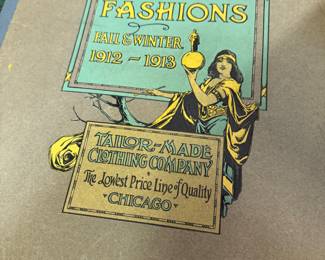 FASHIONS
FALL & WINTER
1912 ~ 1913
TAILOR-MADE
CLOTHING COMPANY
The Lowest Price Line of Quality
CHICAGO